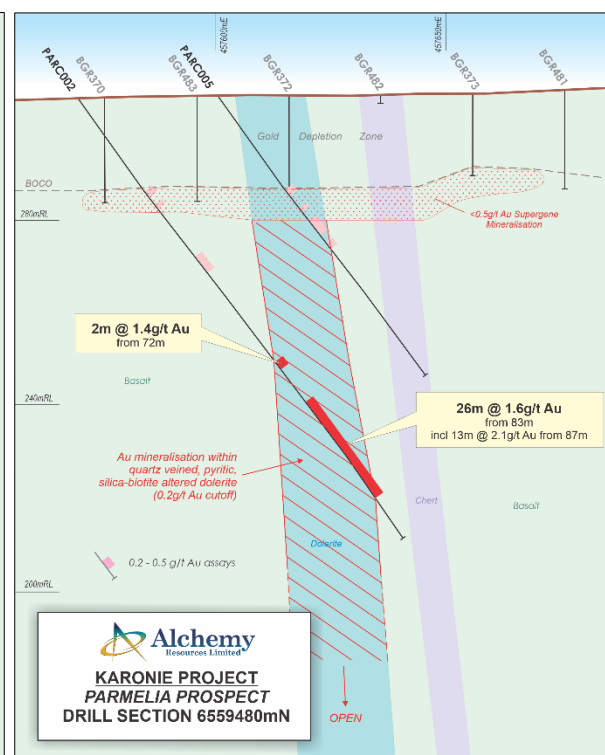 457600mE
457650mE
PARC002
BGR370
BGR483
PARC005
BGR372
BGR482
BGR373
BGR481
Gold Depletion Zone
BOCO
280mRL
<0.5g/t Au Supergene
Mineralisation
2m @ 1.4g/t Au
from 72m
Basalt
240mRL
26m @ 1.6g/t Au
from 83m
incl 13m @ 2.1g/t Au from 87m
Au mineralisation within
quartz veined, pyritic,
silica-biotite altered dolerite
(0.2g/t Au cutoff)
Chert
Basalt
Dolerite
0.2 - 0.5 g/t Au assays
200mRL
Alchemy
Resources Limited
KARONIE PROJECT
PARMELIA PROSPECT
DRILL SECTION 6559480mN
OPEN